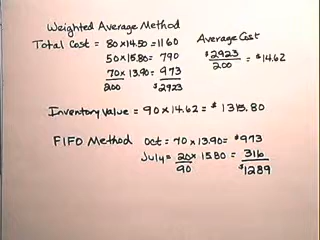 Weighted Average Method
Total Cost = 80 x 14.50 = 1160
50 x 15.80 = 790
70 x 13.90 = 973
200 $2923
Average Cost
$2923
200 = $14.62
Inventory Value = 90 x 14.62 = $1315.80
FIFO Method Oct = 70 x 13.90 = $973
July = 20 x 15.80 = 316
90 $1289